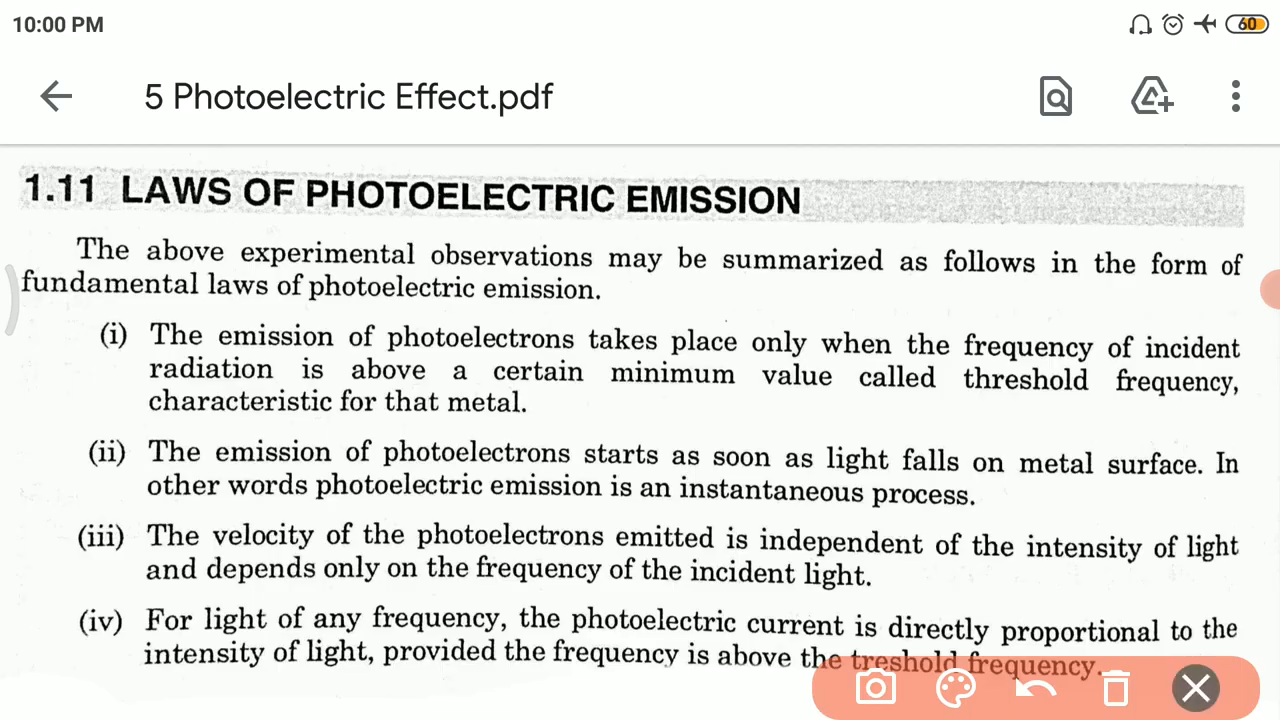 10:00 PM
60
5 Photoelectric Effect.pdf
1.11 LAWS OF PHOTOELECTRIC EMISSION
The above experimental observations may be summarized as follows in the form of
fundamental laws of photoelectric emission.
(i) The emission of photoelectrons takes place only when the frequency of incident
radiation is above a certain minimum value called threshold frequency,
characteristic for that metal.
(ii) The emission of photoelectrons starts as soon as light falls on metal surface. In
other words photoelectric emission is an instantaneous process.
(iii) The velocity of the photoelectrons emitted is independent of the intensity of light
and depends only on the frequency of the incident light.
(iv) For light of any frequency, the photoelectric current is directly proportional to the
intensity of light, provided the frequency is above the treshold frequency.